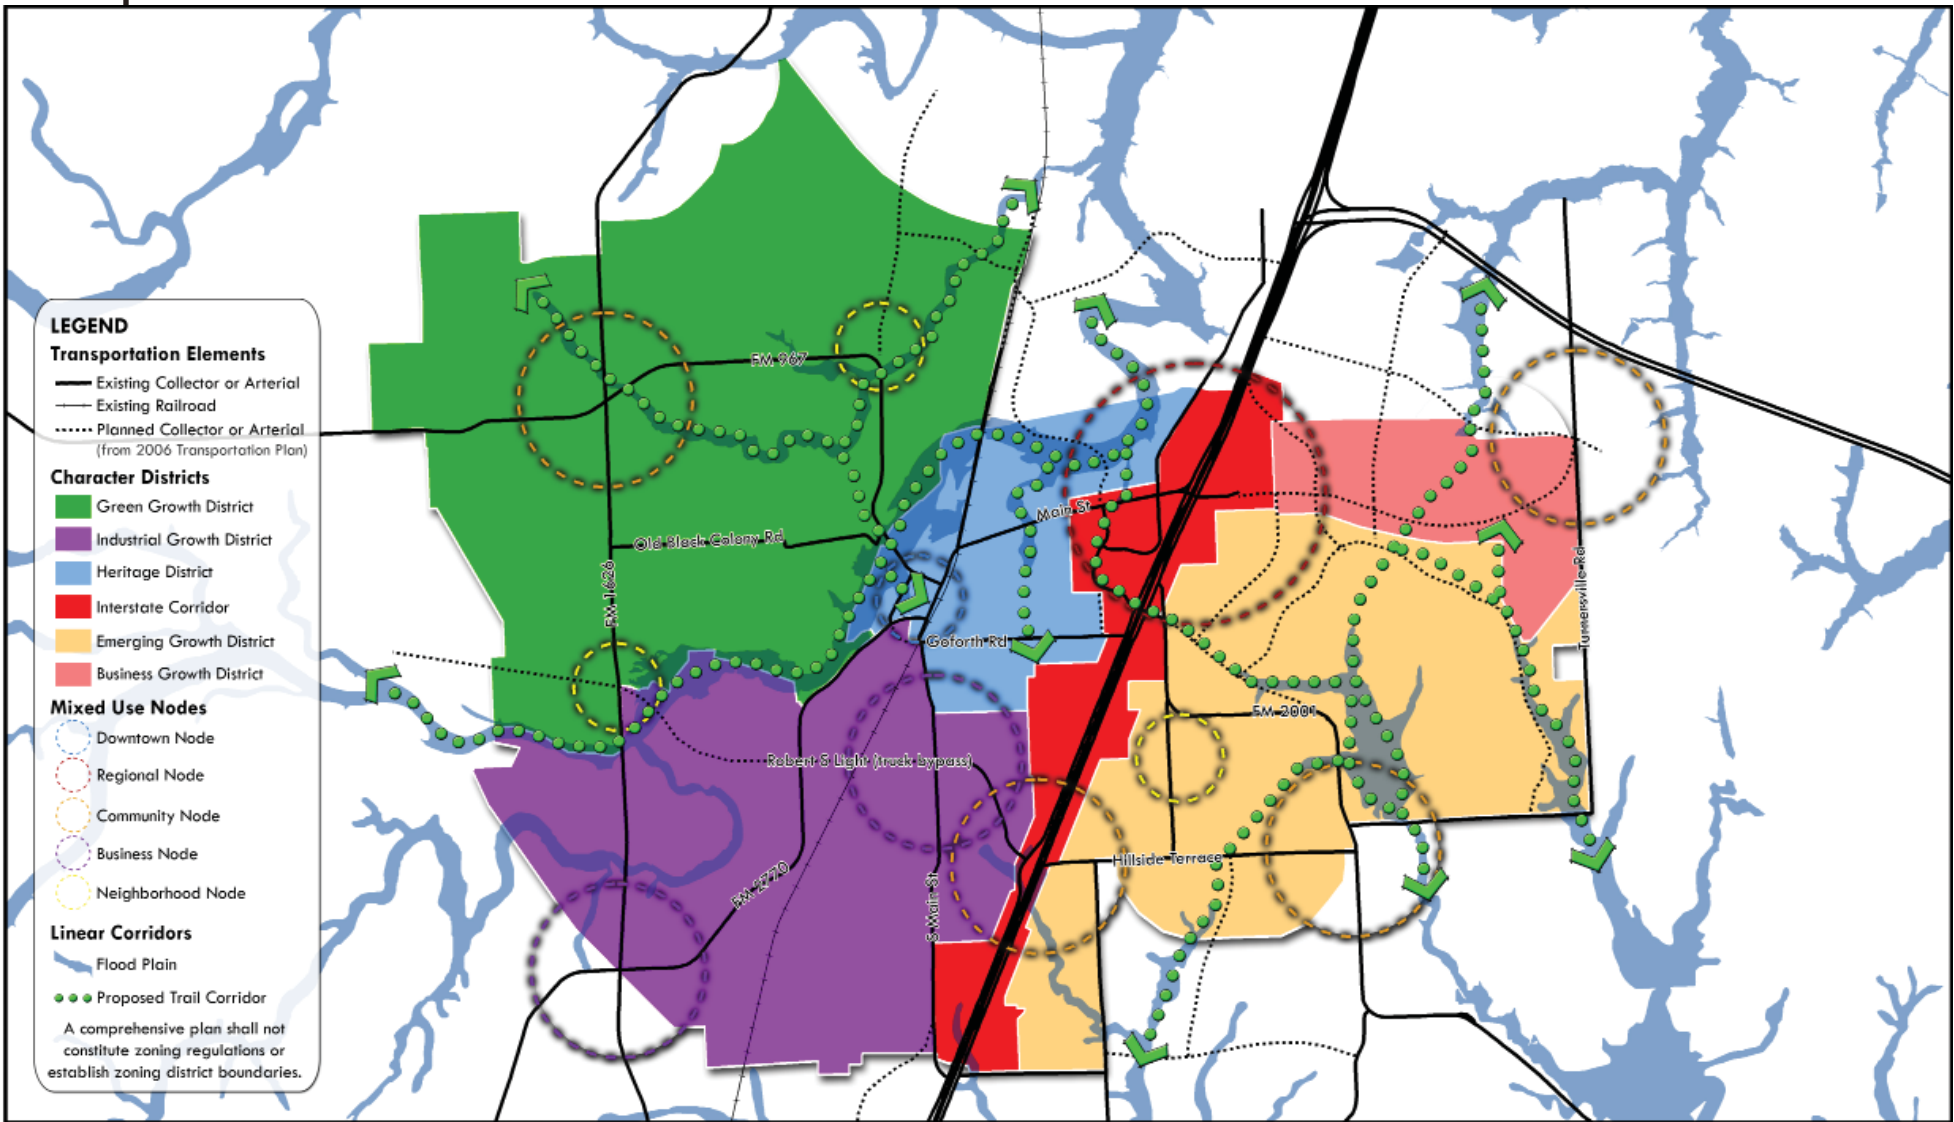 LEGEND
Transportation Elements
Existing Collector or Arterial
Existing Railroad
Planned Collector or Arterial
(from 2006 Transportation Plan)
Character Districts
Green Growth District
Industrial Growth District
Heritage District
Interstate Corridor
Emerging Growth District
Business Growth District
Mixed Use Nodes
Downtown Node
Regional Node
Community Node
Business Node
Neighborhood Node
Linear Corridors
Flood Plain
Proposed Trail Corridor
A comprehensive plan shall not
constitute zoning regulations or
establish zoning district boundaries.
FM 967
Main St
Old Black Colony Rd
FM 1626
Turnersville Rd
Goforth Rd
FM 2001
Robert S Light (truck bypass)
Hillside Terrace
FM 2770
S Main St